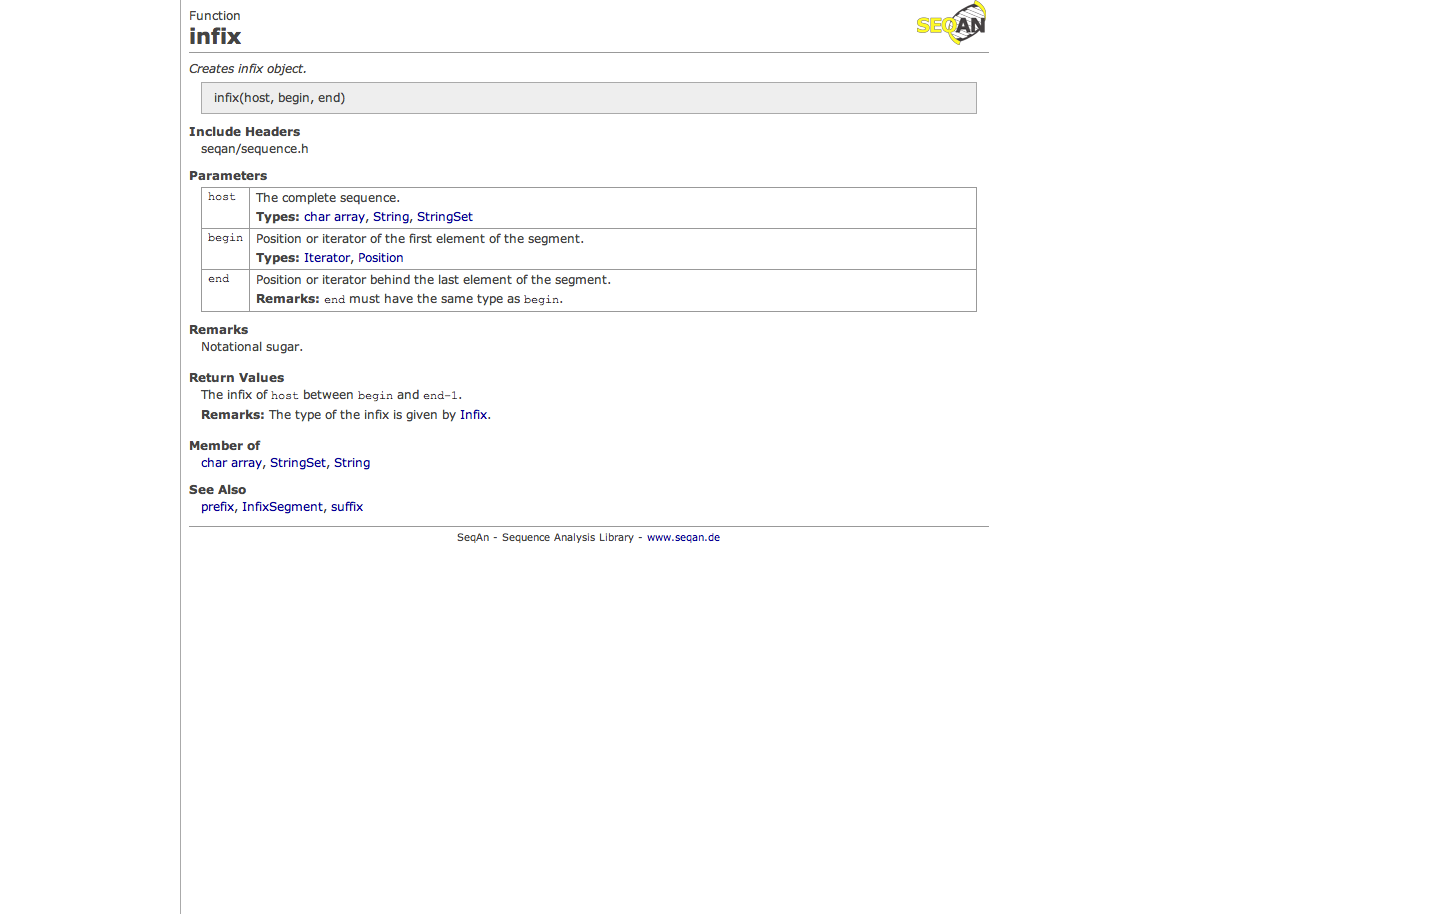 Function
infix
SEQAN
Creates infix object.
infix(host, begin, end)
Include Headers
seqan/sequence.h
Parameters
host The complete sequence.
Types: char array, String, StringSet
begin Position or iterator of the first element of the segment.
Types: Iterator, Position
end Position or iterator behind the last element of the segment.
Remarks: end must have the same type as begin.
Remarks
Notational sugar.
Return Values
The infix of host between begin and end-1.
Remarks: The type of the infix is given by Infix.
Member of
char array, StringSet, String
See Also
prefix, InfixSegment, suffix
SeqAn - Sequence Analysis Library - www.seqan.de